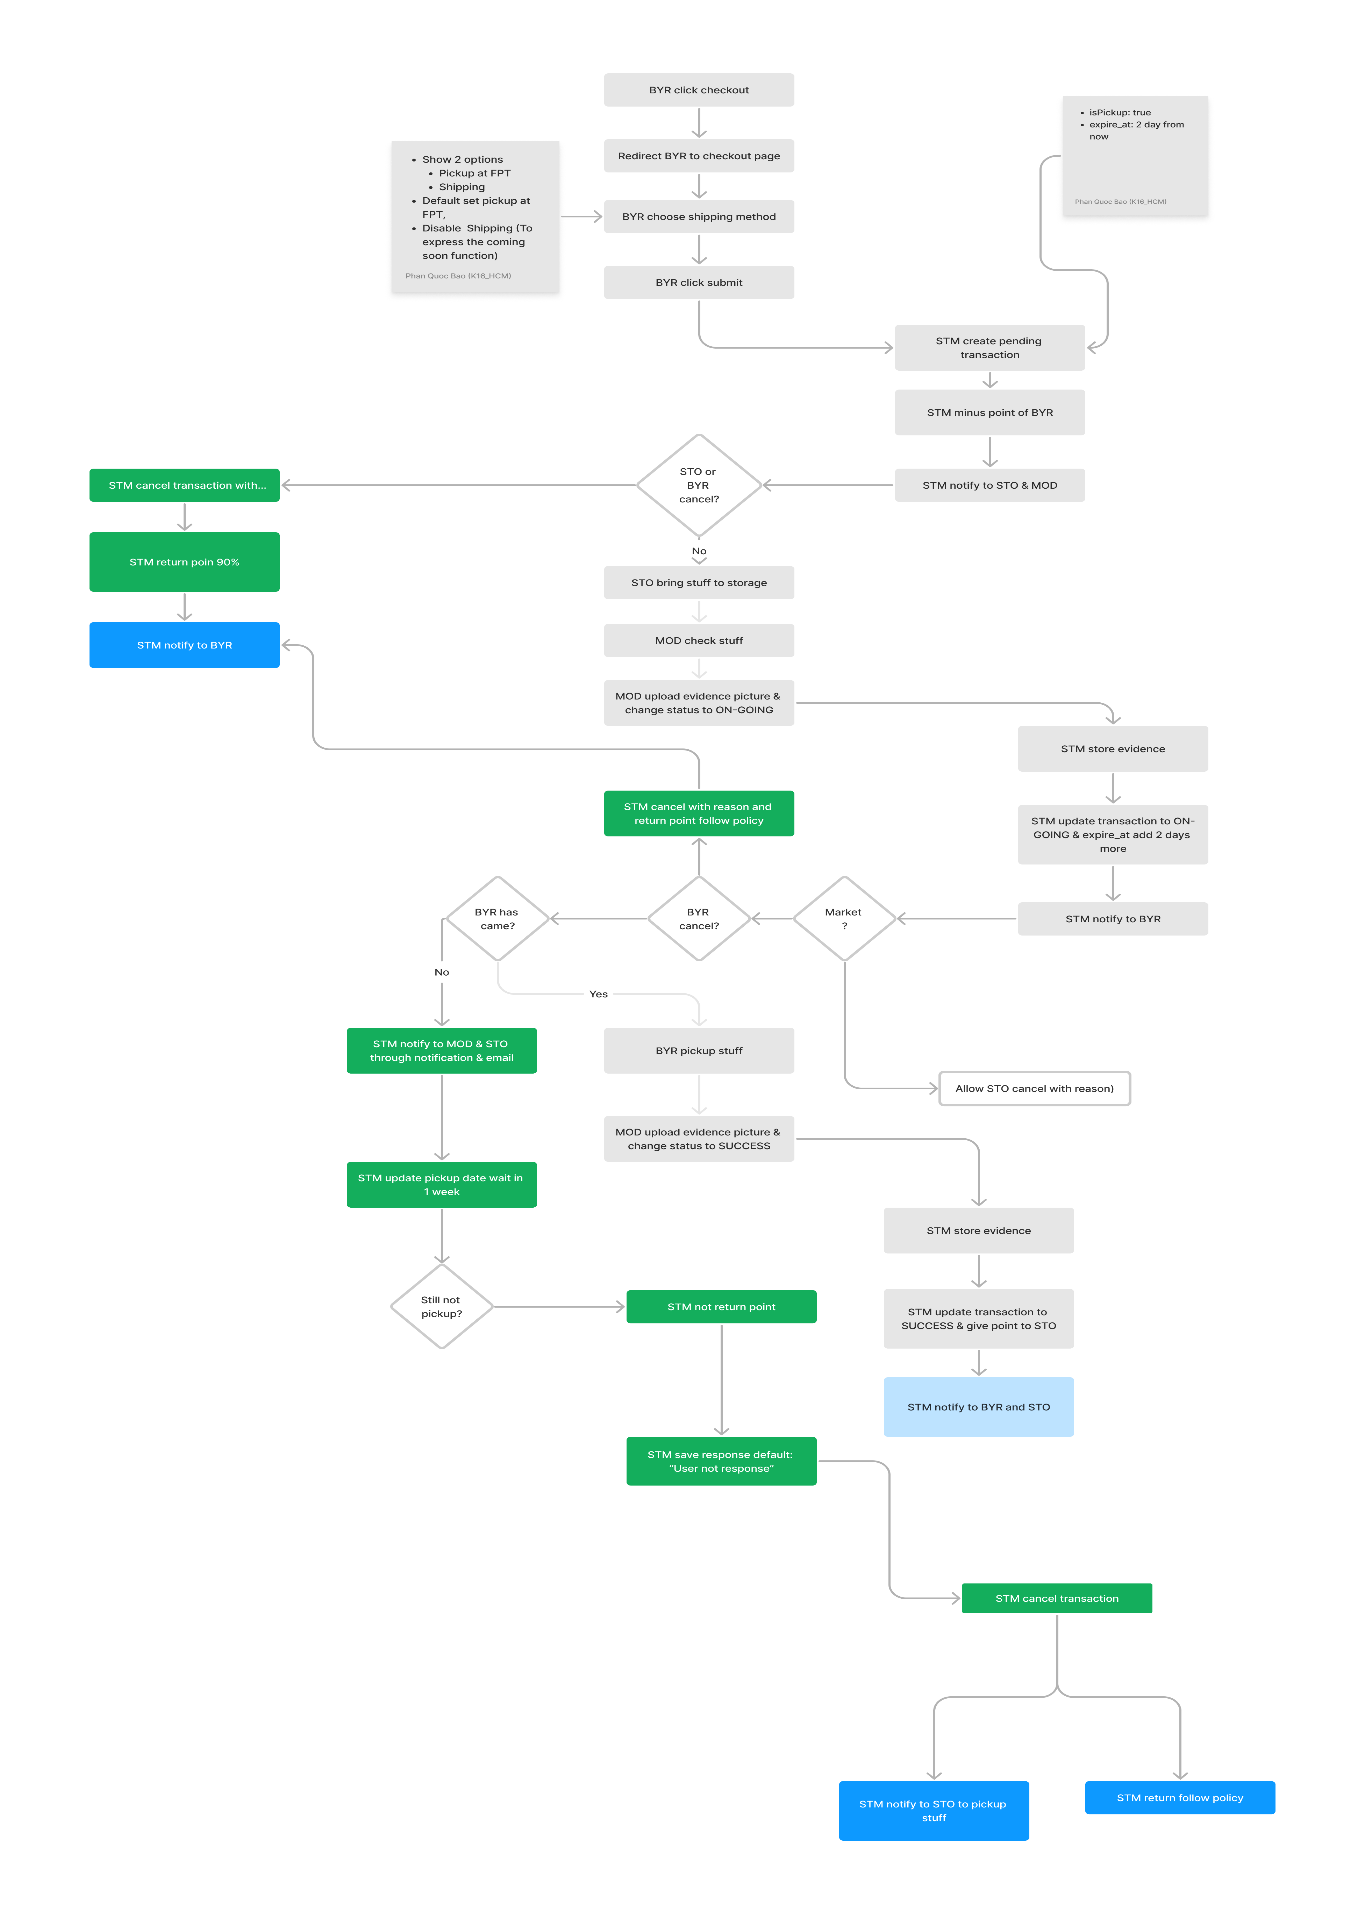 BYR click checkout
• isPickup: true
• expire_at: 2 day from
now
Phan Quoc Bao (K16_HCM)
Redirect BYR to checkout page
• Show 2 options
• Pickup at FPT
• Shipping
• Default set pickup at
FPT,
• Disable Shipping (To
express the coming
soon function)
Phan Quoc Bao (K16_HCM)
BYR choose shipping method
BYR click submit
STM create pending
transaction
STM minus point of BYR
STM notify to STO & MOD
STO or
BYR
cancel?
STM cancel transaction with...
STM return poin 90%
STM notify to BYR
No
STO bring stuff to storage
MOD check stuff
MOD upload evidence picture &
change status to ON-GOING
STM store evidence
STM update transaction to ON-
GOING & expire_at add 2 days
more
STM notify to BYR
STM cancel with reason and
return point follow policy
Market
?
BYR
cancel?
BYR has
came?
No
Yes
STM notify to MOD & STO
through notification & email
BYR pickup stuff
Allow STO cancel with reason)
MOD upload evidence picture &
change status to SUCCESS
STM update pickup date wait in
1 week
STM store evidence
Still not
pickup?
STM not return point
STM update transaction to
SUCCESS & give point to STO
STM notify to BYR and STO
STM save response default:
"User not response"
STM cancel transaction
STM notify to STO to pickup
stuff
STM return follow policy